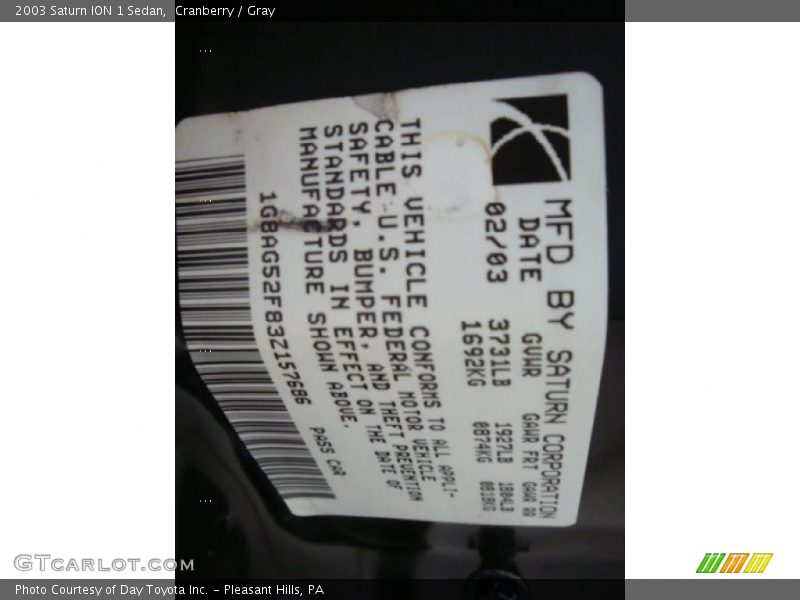 2003 Saturn ION 1 Sedan,  Cranberry / Gray
MFD BY SATURN CORPORATION
DATE GVWR GAWR FRT GAWR RR
02/03 3731LB 1927LB 1804LB
1692KG 0874KG 0818KG
THIS VEHICLE CONFORMS TO ALL APPLI-
CABLE U.S. FEDERAL MOTOR VEHICLE
SAFETY, BUMPER, AND THEFT PREVENTION
STANDARDS IN EFFECT ON THE DATE OF
MANUFACTURE SHOWN ABOVE.
1G8AG52F83Z157686 PASS CAR
GTCARLOT.COM
Photo Courtesy of Day Toyota Inc. - Pleasant Hills, PA